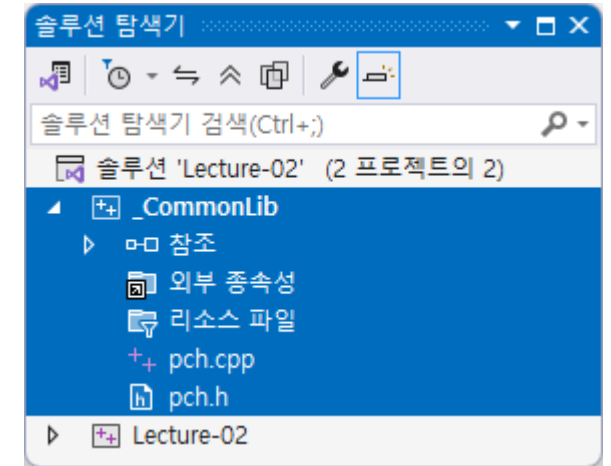 솔루션 탐색기
솔루션 탐색기 검색(Ctrl+;)
솔루션 'Lecture-02' (2 프로젝트의 2)
_CommonLib
참조
외부 종속성
리소스 파일
pch.cpp
pch.h
Lecture-02